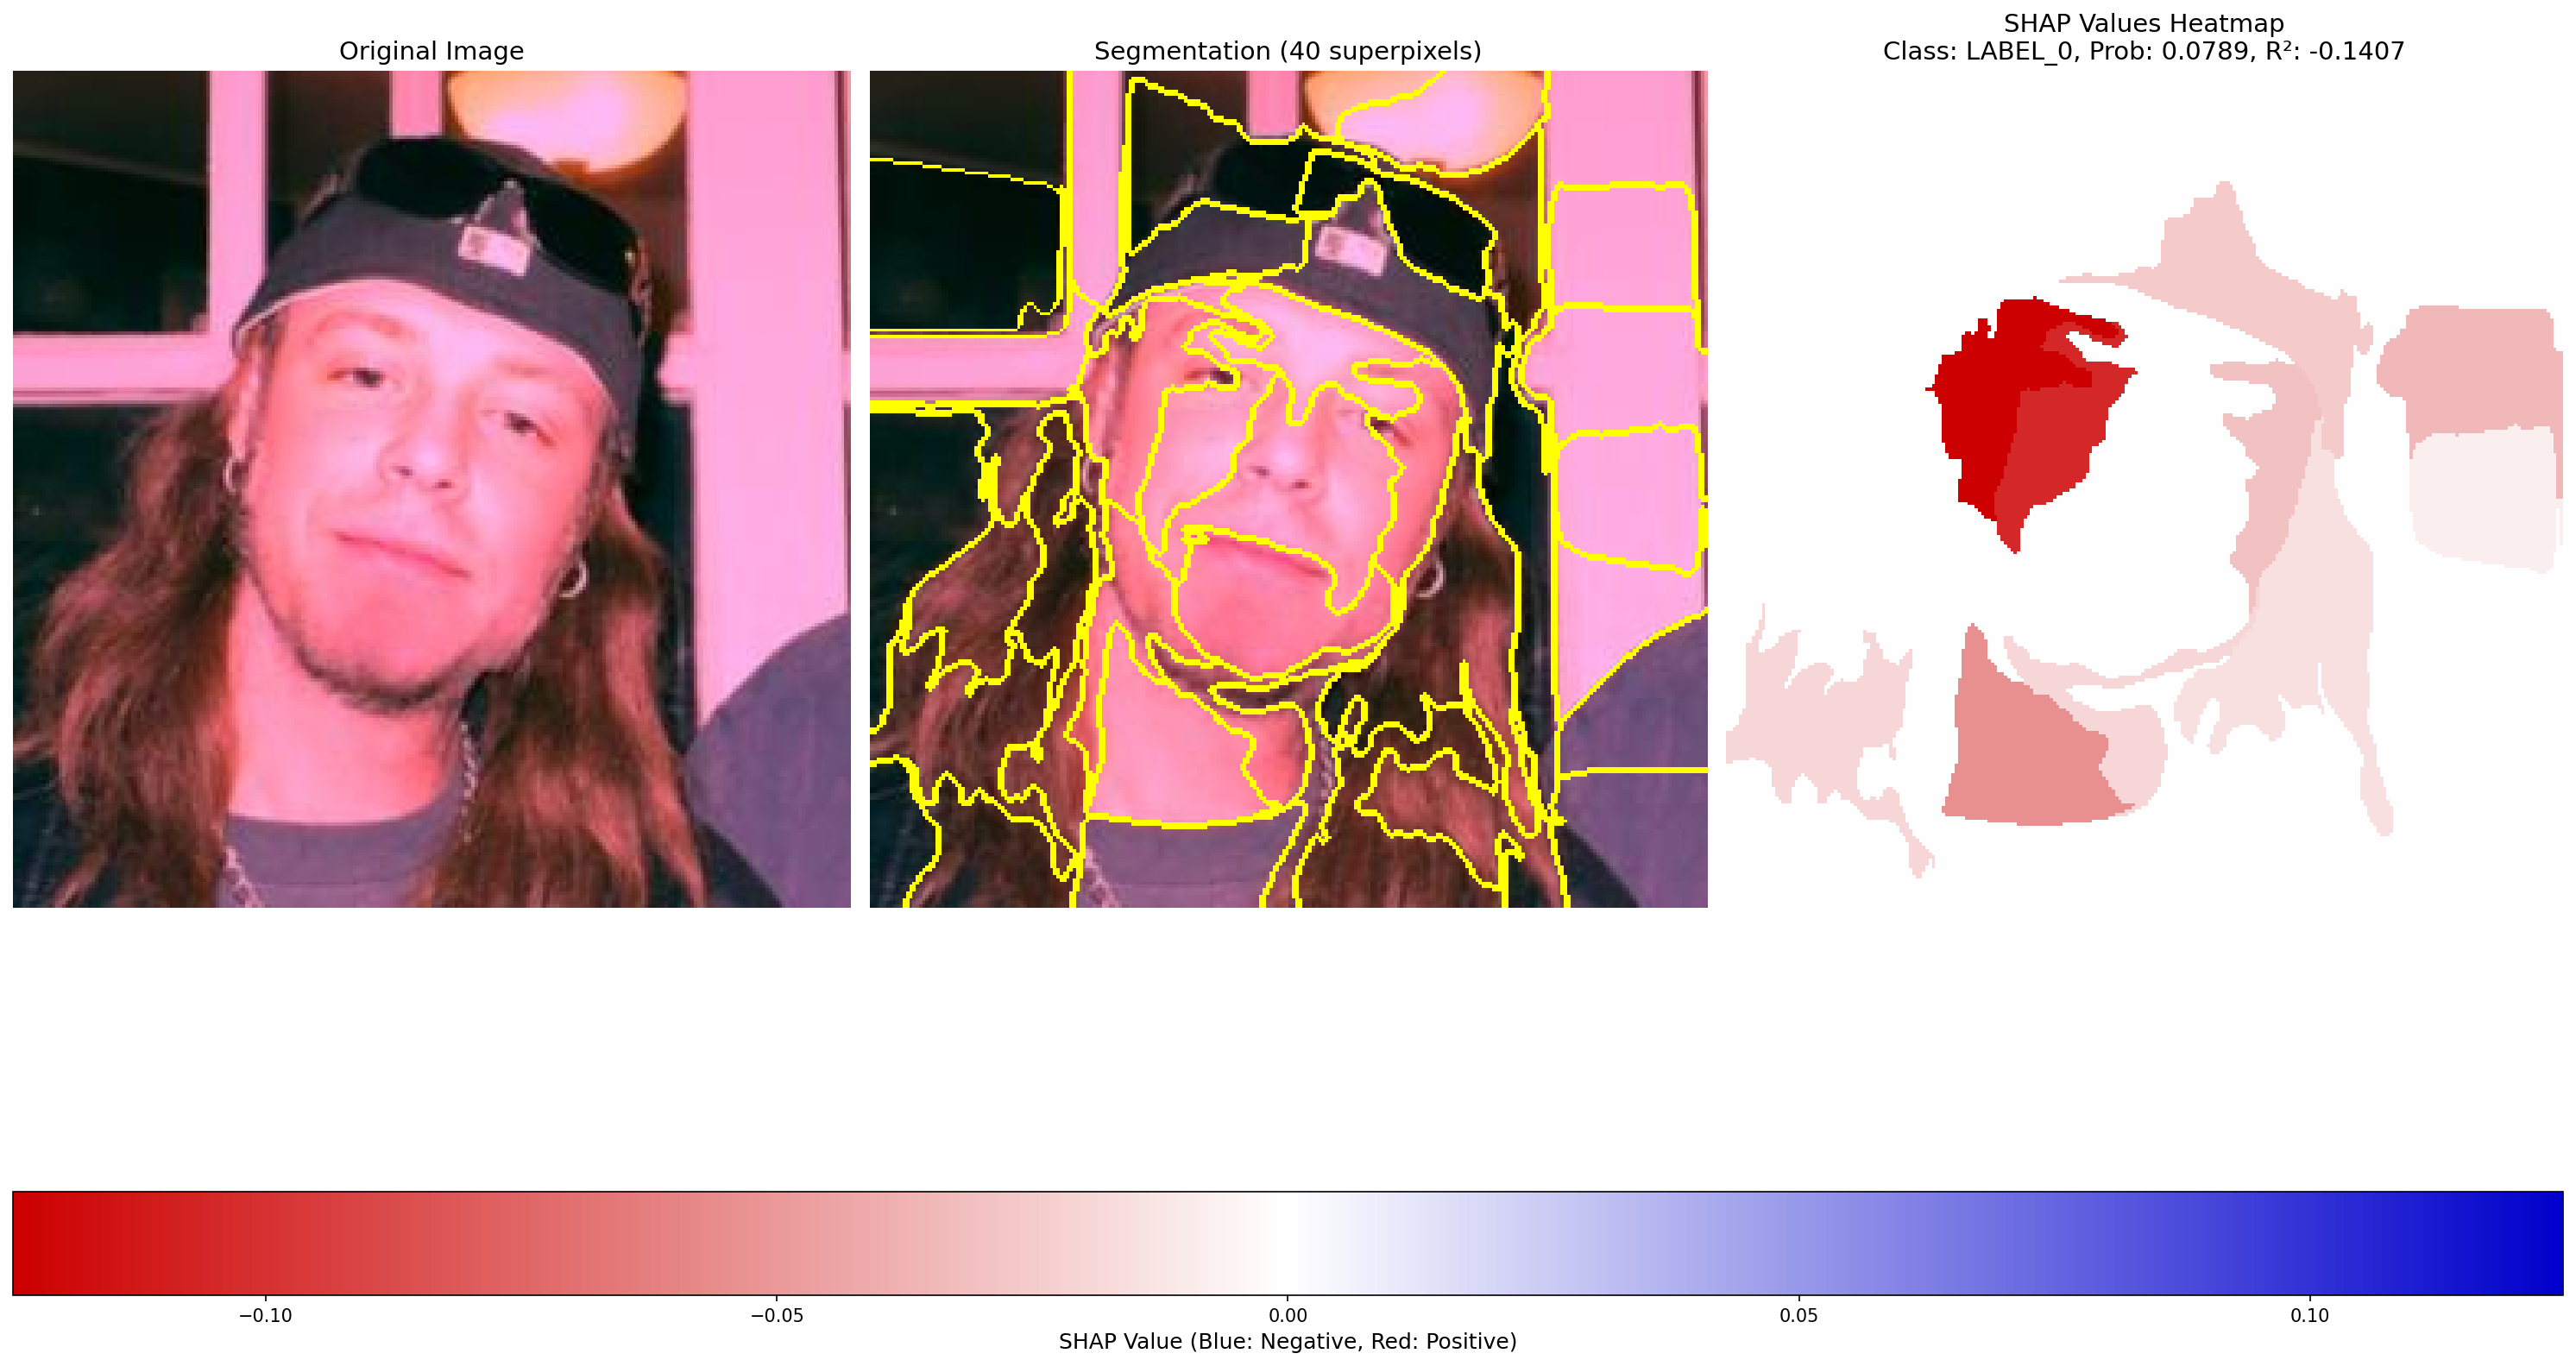 Original Image
Segmentation (40 superpixels)
SHAP Values Heatmap
Class: LABEL_0, Prob: 0.0789, R²: -0.1407
−0.10
−0.05
0.00
0.05
0.10
SHAP Value (Blue: Negative, Red: Positive)